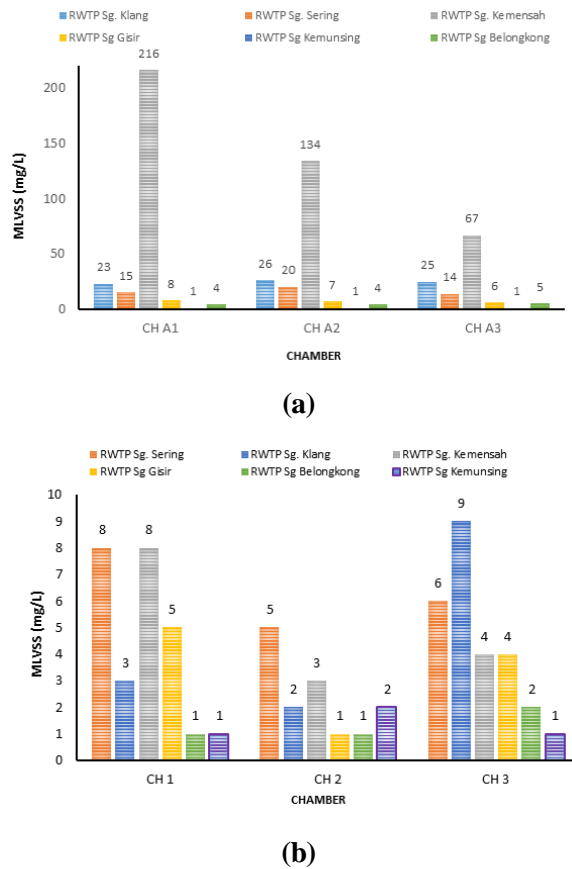 RWTP Sg. Klang RWTP Sg. Sering RWTP Sg. Kemensah
RWTP Sg Gisir RWTP Sg Kemunsing RWTP Sg Belongkong
216
200
150
134
100
67
50
23 15 8 1 4 26 20 7 1 4 25 14 6 1 5
0
CH A1 CH A2 CH A3
MLVSS (mg/L)
CHAMBER
(a)
RWTP Sg. Sering RWTP Sg. Klang RWTP Sg. Kemensah
RWTP Sg Gisir RWTP Sg Belongkong RWTP Sg Kemunsing
10
9
8
7
6
5
4
3
2
1
0
8 3 8 5 1 1 5 2 3 1 1 2 6 9 4 4 2 1
CH 1 CH 2 CH 3
MLVSS (mg/L)
CHAMBER
(b)